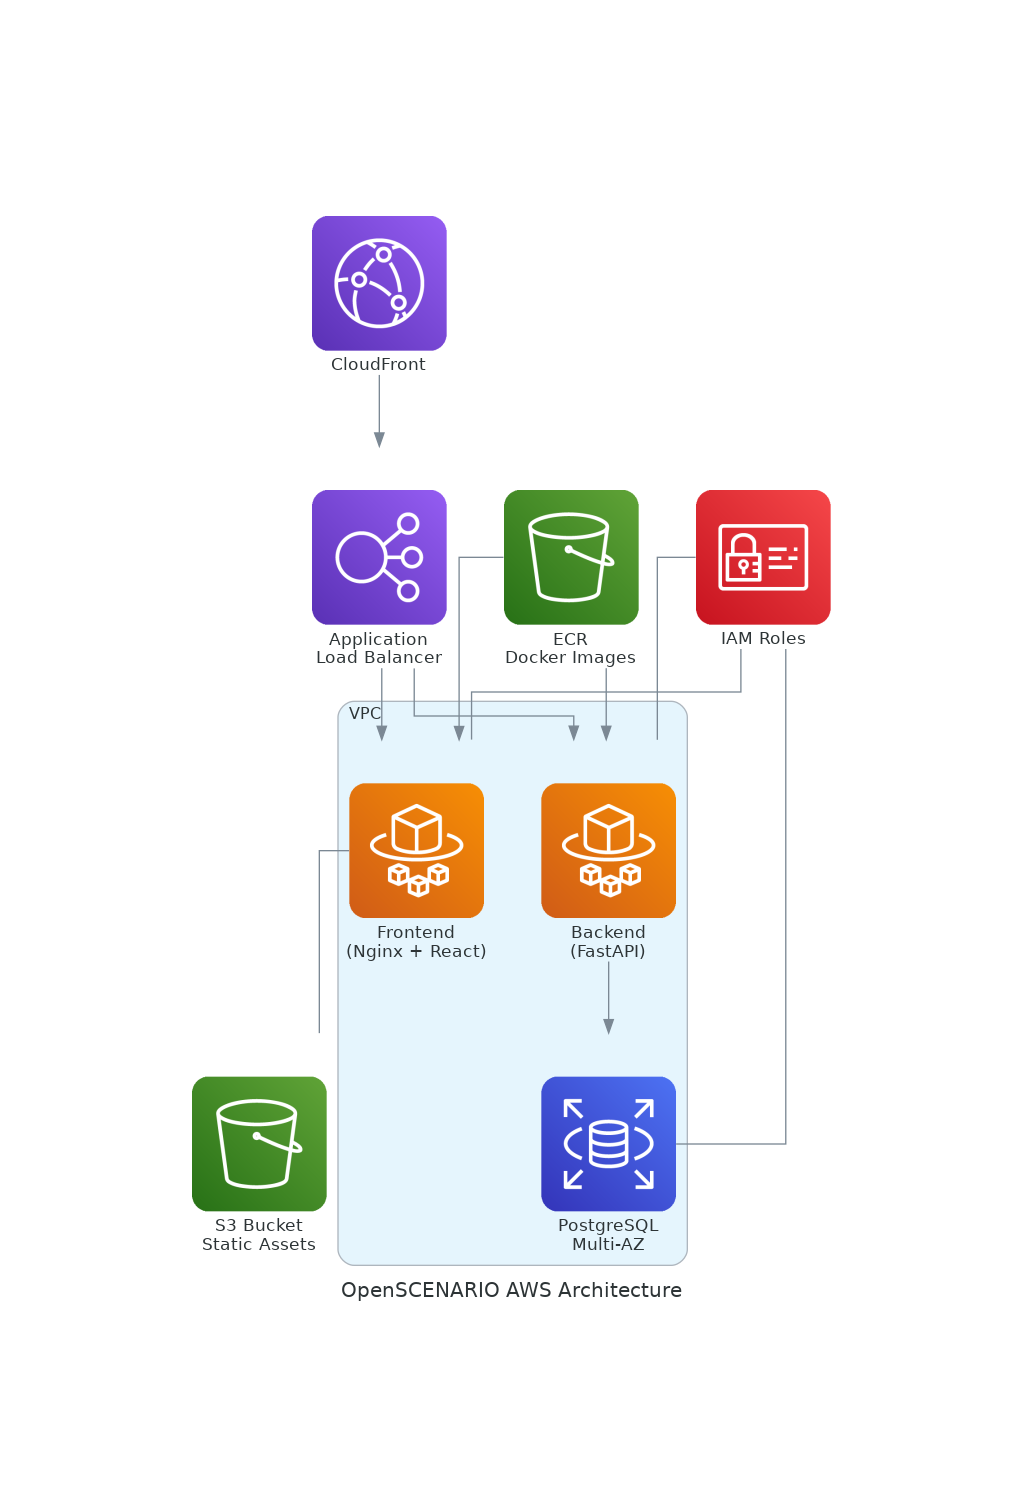 CloudFront
Application
Load Balancer
ECR
Docker Images
IAM Roles
VPC
Frontend
(Nginx + React)
Backend
(FastAPI)
S3 Bucket
Static Assets
PostgreSQL
Multi-AZ
OpenSCENARIO AWS Architecture